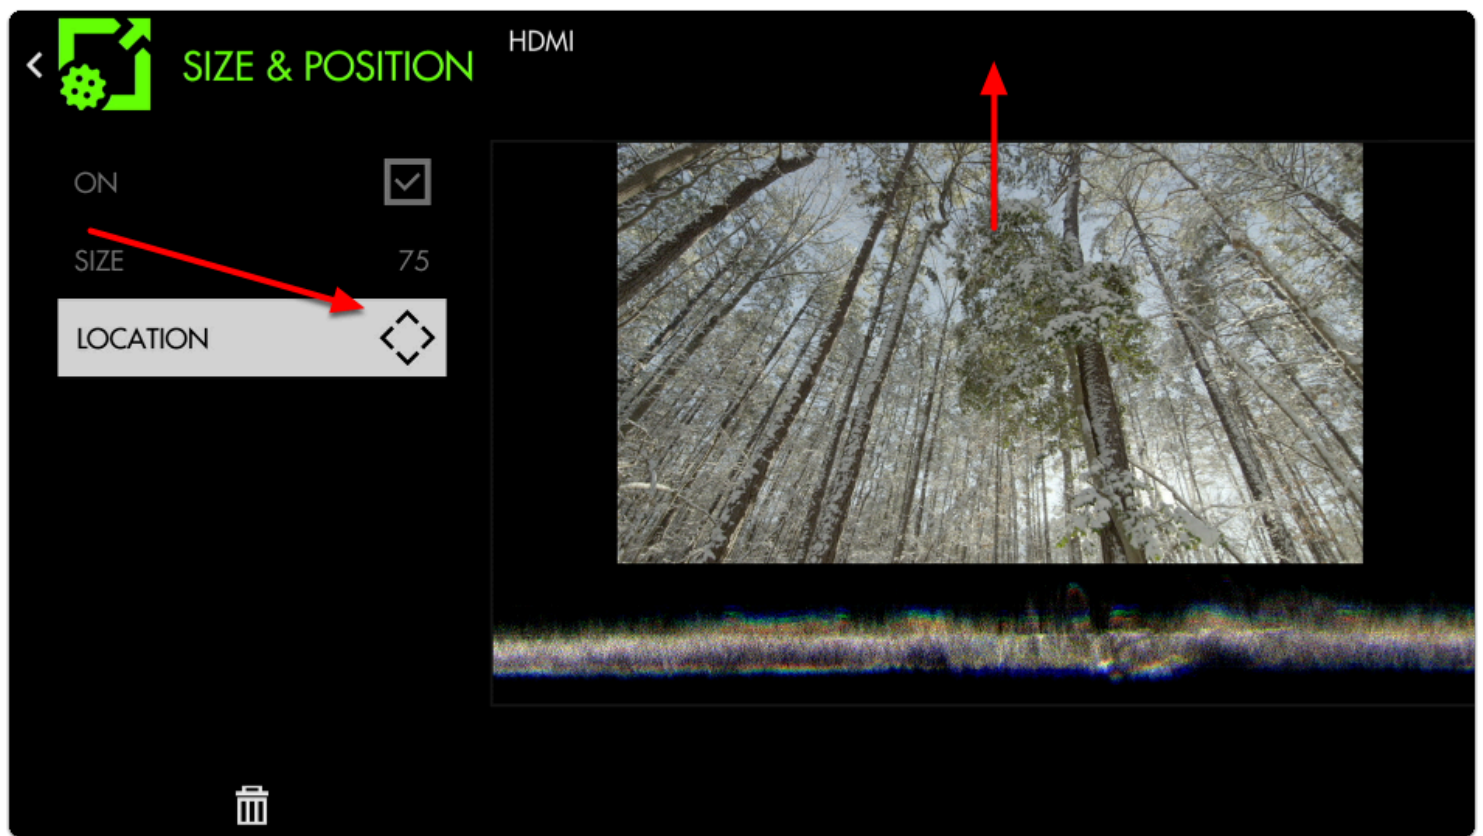 SIZE & POSITION
HDMI
ON
SIZE 75
LOCATION